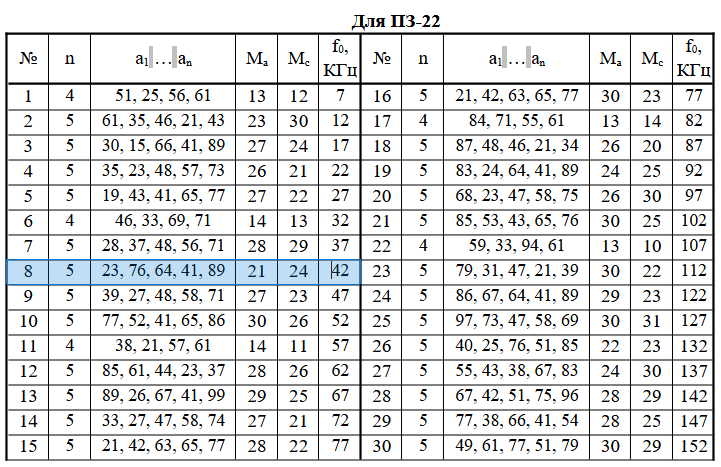 Для ПЗ-22
№ n a₁ … aₙ Mₐ M꜀ f₀, КГц № n a₁ … aₙ Mₐ M꜀ f₀, КГц
1 4 51, 25, 56, 61 13 12 7 16 5 21, 42, 63, 65, 77 30 23 77
2 5 61, 35, 46, 21, 43 23 30 12 17 4 84, 71, 55, 61 13 14 82
3 5 30, 15, 66, 41, 89 27 24 17 18 5 87, 48, 46, 21, 34 26 20 87
4 5 35, 23, 48, 57, 73 26 21 22 19 5 83, 24, 64, 41, 89 24 25 92
5 5 19, 43, 41, 65, 77 27 22 27 20 5 68, 23, 47, 58, 75 26 30 97
6 4 46, 33, 69, 71 14 13 32 21 5 85, 53, 43, 65, 76 30 25 102
7 5 28, 37, 48, 56, 71 28 29 37 22 4 59, 33, 94, 61 13 10 107
8 5 23, 76, 64, 41, 89 21 24 42 23 5 79, 31, 47, 21, 39 30 22 112
9 5 39, 27, 48, 58, 71 27 23 47 24 5 86, 67, 64, 41, 89 29 23 122
10 5 77, 52, 41, 65, 86 30 26 52 25 5 97, 73, 47, 58, 69 30 31 127
11 4 38, 21, 57, 61 14 11 57 26 5 40, 25, 76, 51, 85 22 23 132
12 5 85, 61, 44, 23, 37 28 26 62 27 5 55, 43, 38, 67, 83 24 30 137
13 5 89, 26, 67, 41, 99 29 25 67 28 5 67, 42, 51, 75, 96 28 29 142
14 5 33, 27, 47, 58, 74 27 21 72 29 5 77, 38, 66, 41, 54 28 25 147
15 5 21, 42, 63, 65, 77 28 22 77 30 5 49, 61, 77, 51, 79 30 29 152